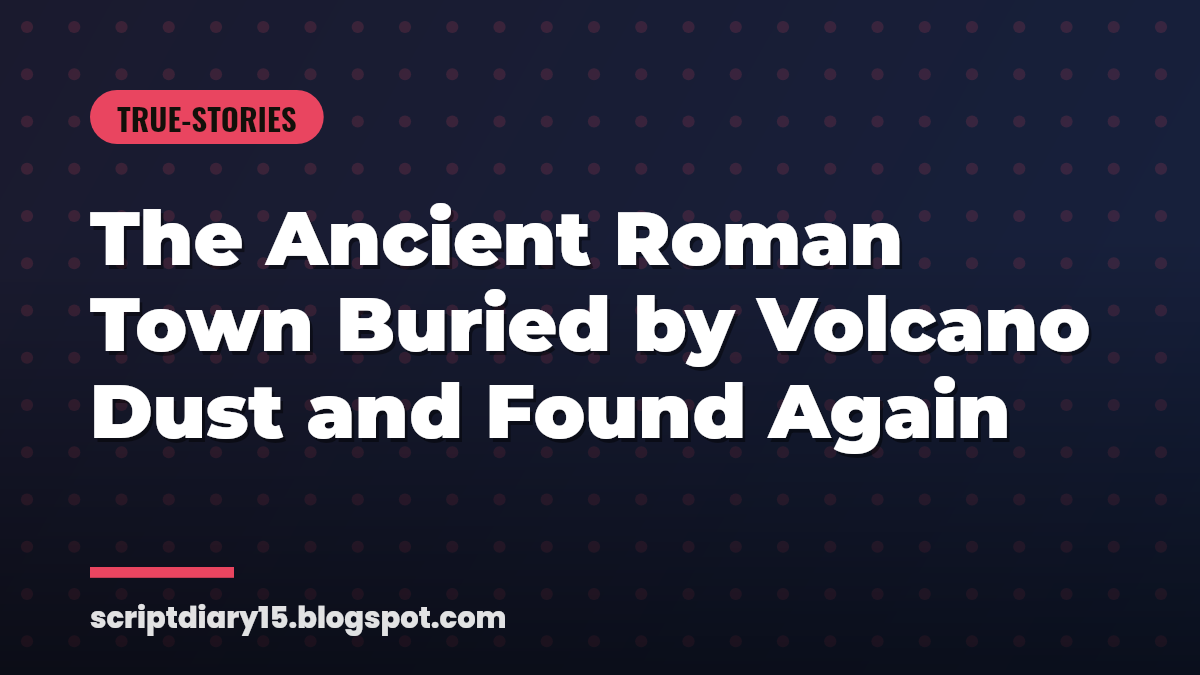 TRUE-STORIES
The Ancient Roman
Town Buried by Volcano
Dust and Found Again
scriptdiary15.blogspot.com